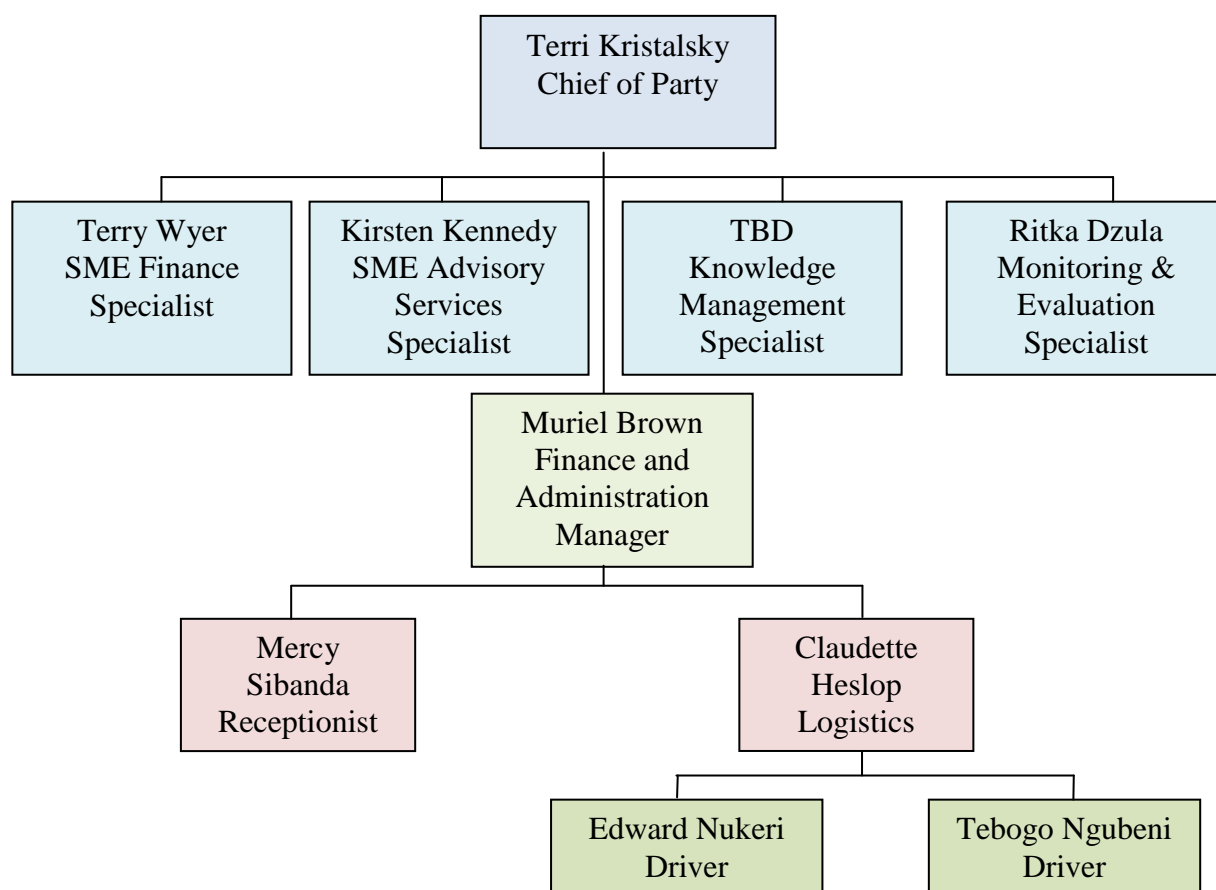 Terri Kristalsky
Chief of Party
Terry Wyer
SME Finance
Specialist
Kirsten Kennedy
SME Advisory
Services
Specialist
TBD
Knowledge
Management
Specialist
Ritka Dzula
Monitoring &
Evaluation
Specialist
Muriel Brown
Finance and
Administration
Manager
Mercy
Sibanda
Receptionist
Claudette
Heslop
Logistics
Edward Nukeri
Driver
Tebogo Ngubeni
Driver